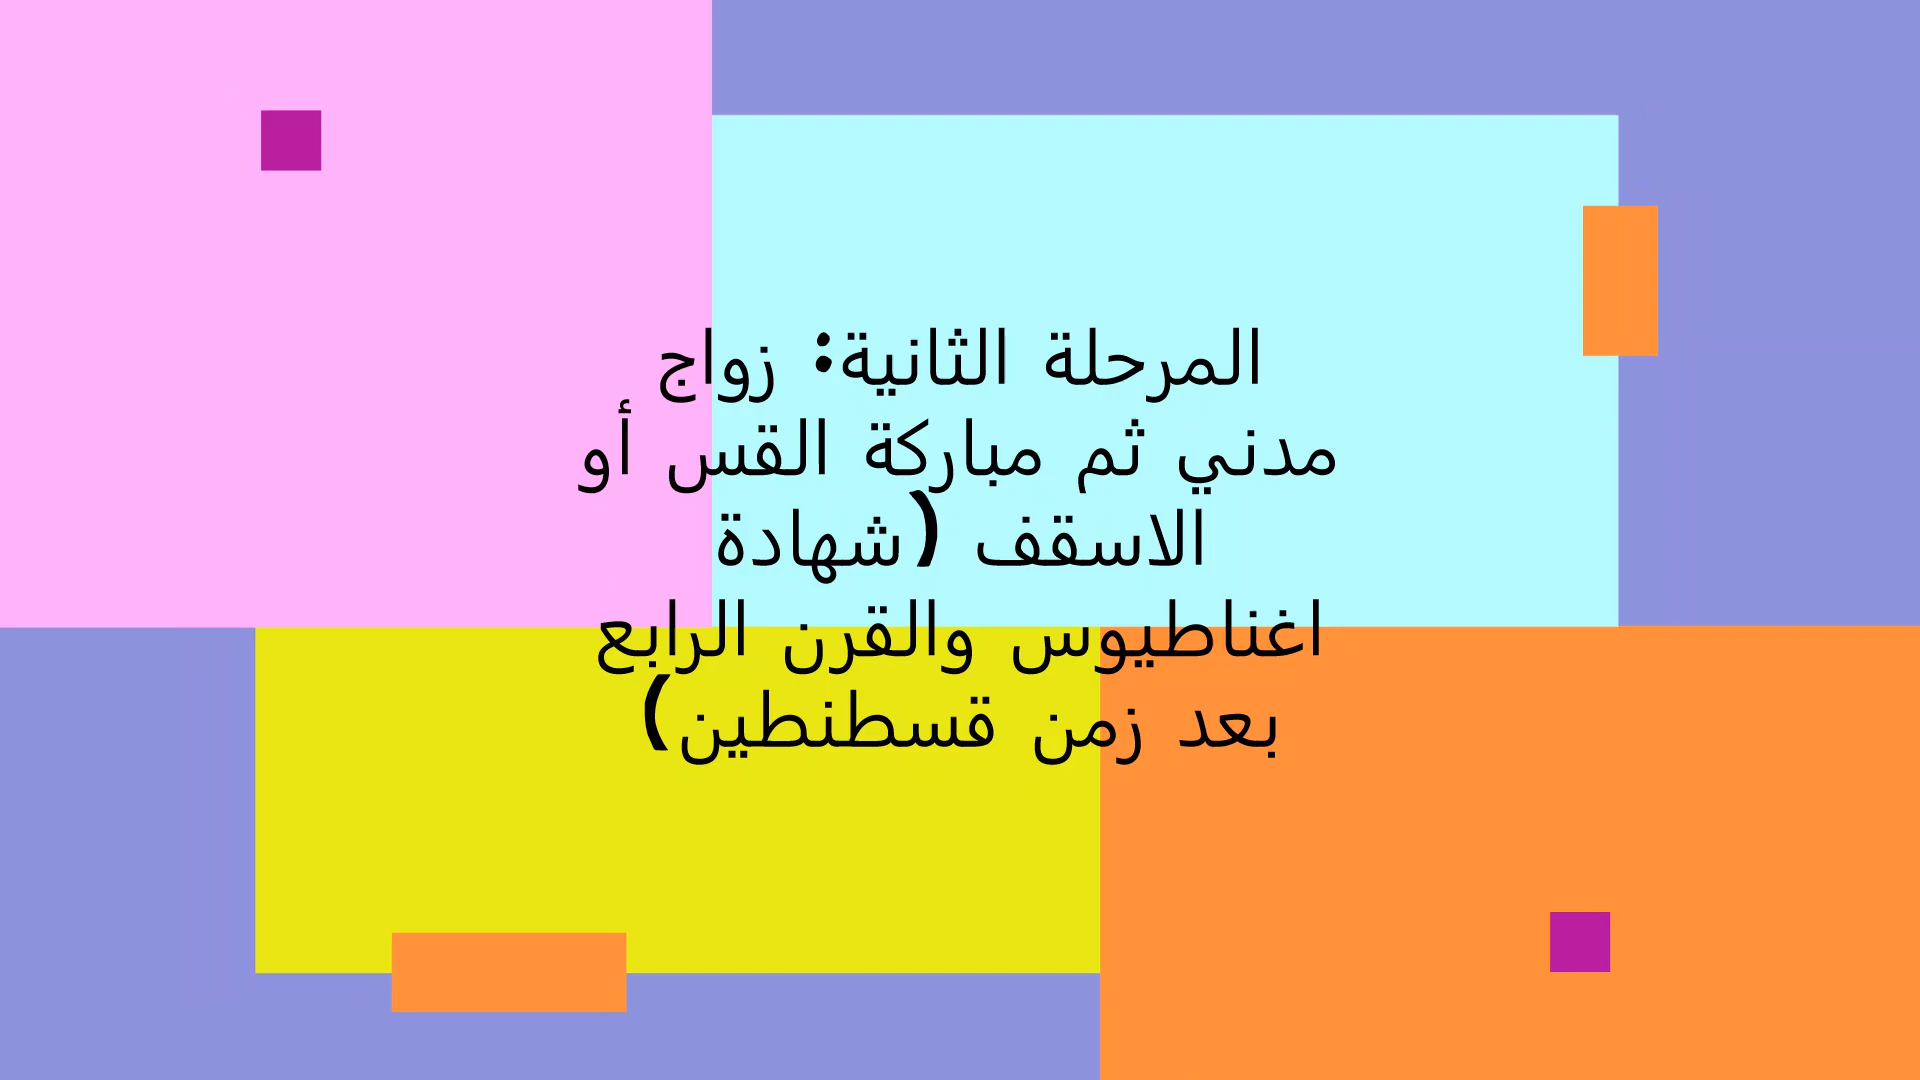 المرحلة الثانية: زواج
مدني ثم مباركة القس أو
الاسقف (شهادة
اغناطيوس والقرن الرابع
بعد زمن قسطنطين)